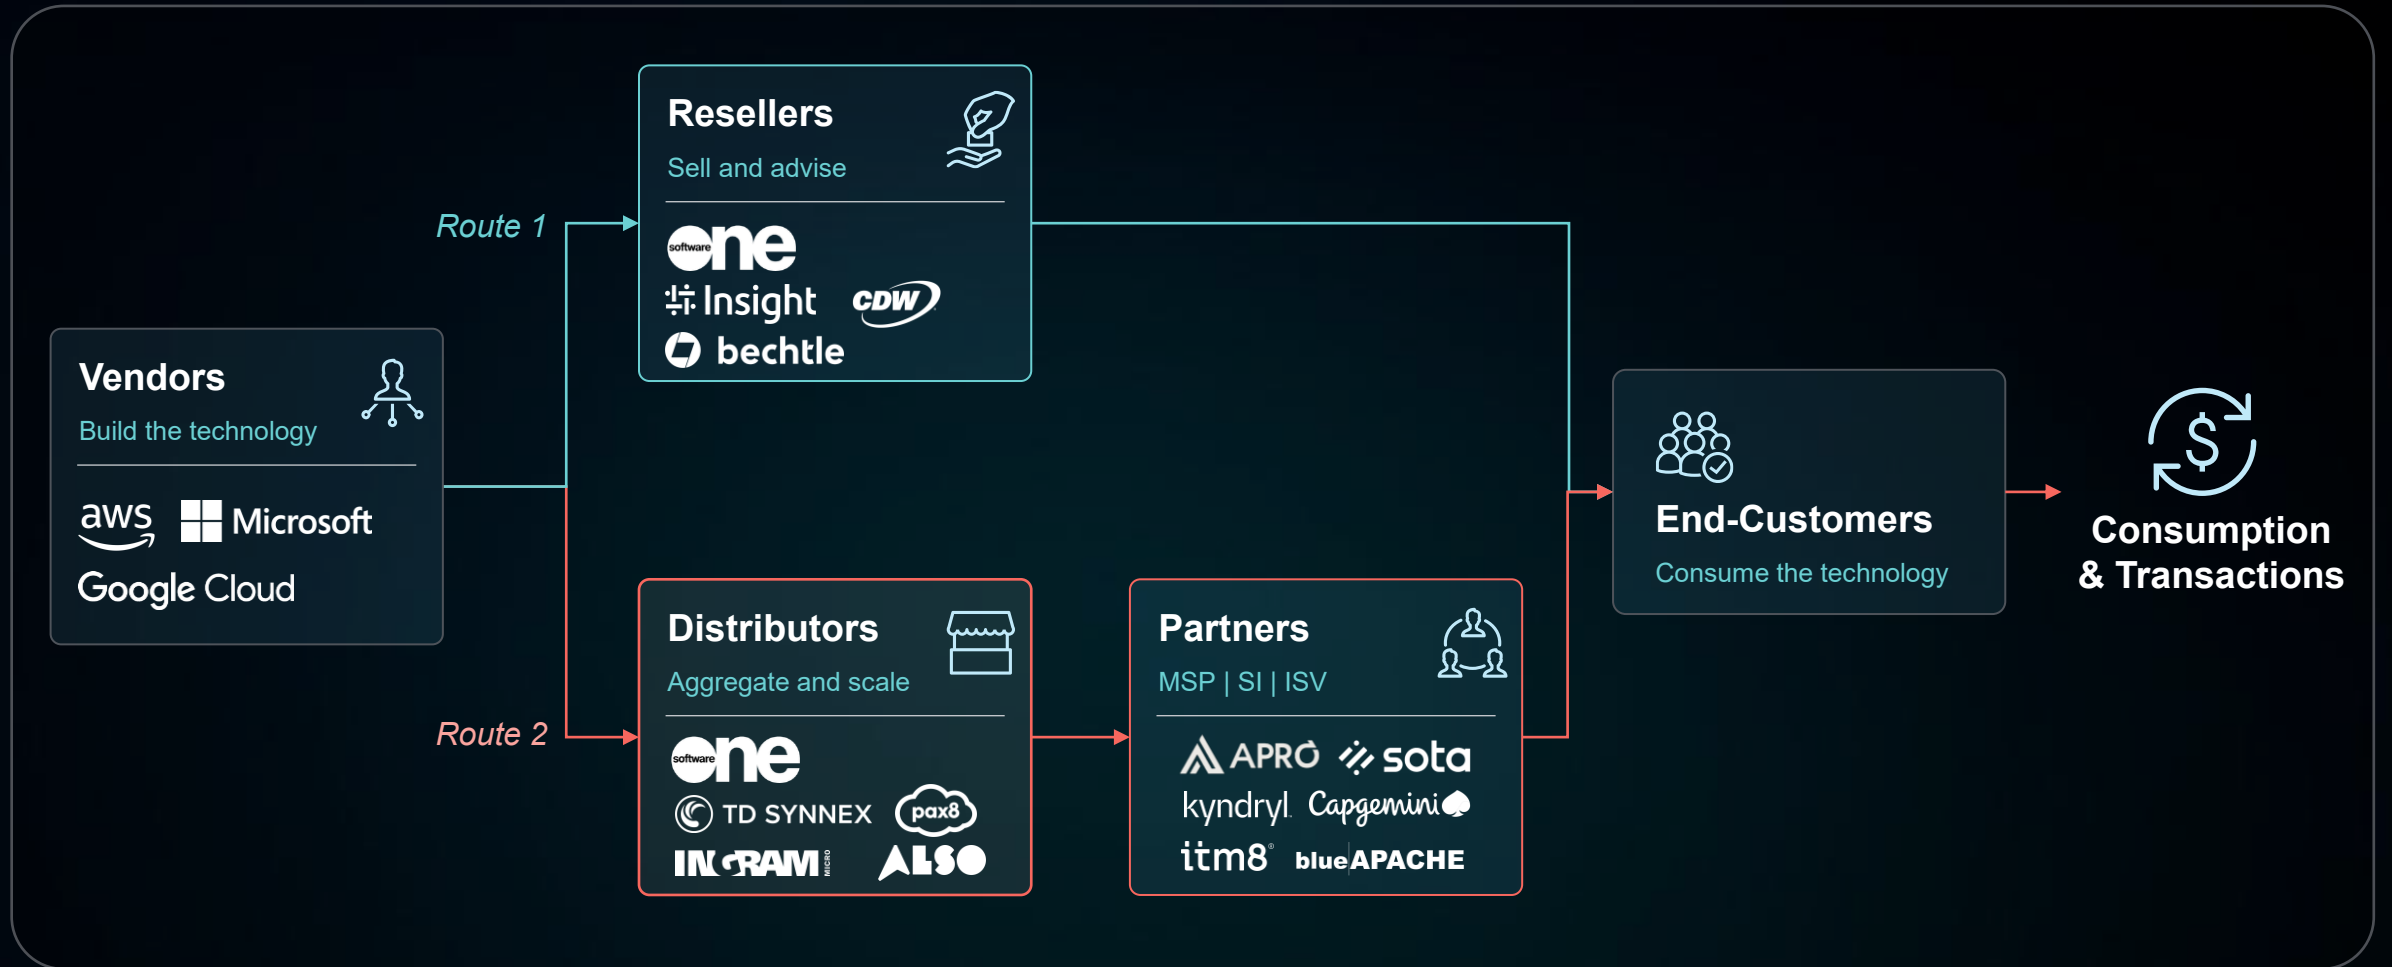 Resellers
Sell and advise
software one
Insight
CDW
bechtle
Route 1
Vendors
Build the technology
aws
Microsoft
Google Cloud
Route 2
Distributors
Aggregate and scale
software one
TD SYNNEX
pax8
INGRAM MICRO
ALSO
Partners
MSP | SI | ISV
APRO
sota
kyndryl
Capgemini
itm8®
blue APACHE
End-Customers
Consume the technology
$
Consumption
& Transactions